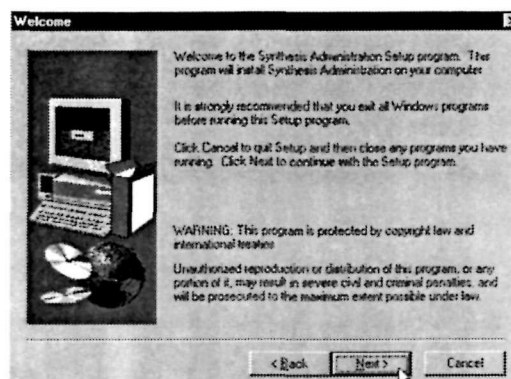 Welcome
Welcome to the Synthesis Administration Setup program. This
program will install Synthesis Administration on your computer
It is strongly recommended that you exit all Windows programs
before running this Setup program.
Click Cancel to quit Setup and then close any programs you have
running. Click Next to continue with the Setup program.
WARNING: This program is protected by copyright law and
international treaties
Unauthorized reproduction or distribution of this program, or any
portion of it, may result in severe civil and criminal penalties, and
will be prosecuted to the maximum extent possible under law.
< Back
Next >
Cancel